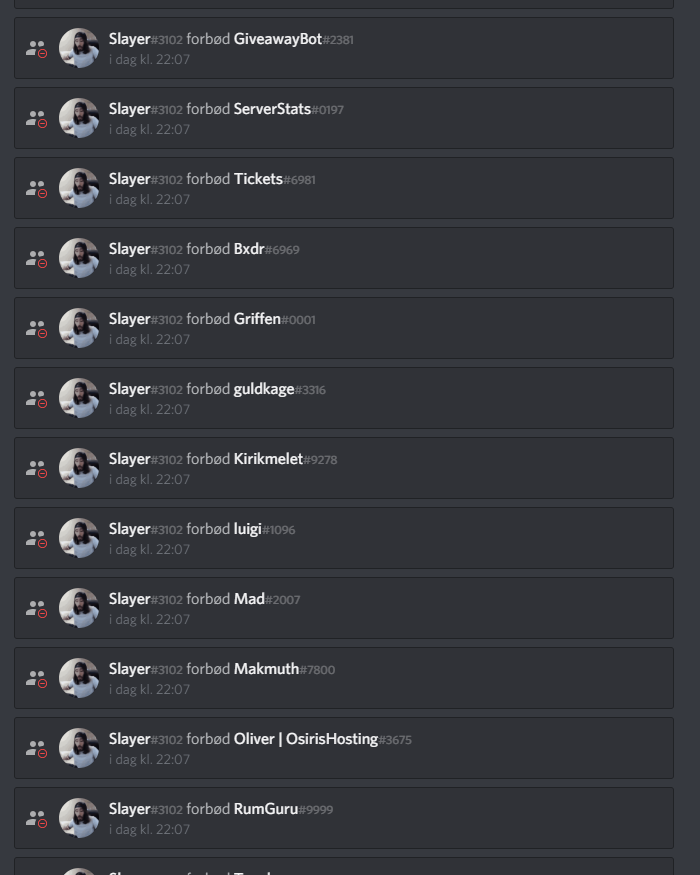 Slayer#3102 forbød GiveawayBot#2381
i dag kl. 22:07
Slayer#3102 forbød ServerStats#0197
i dag kl. 22:07
Slayer#3102 forbød Tickets#6981
i dag kl. 22:07
Slayer#3102 forbød Bxdr#6969
i dag kl. 22:07
Slayer#3102 forbød Griffen#0001
i dag kl. 22:07
Slayer#3102 forbød guldkage#3316
i dag kl. 22:07
Slayer#3102 forbød Kirikmelet#9278
i dag kl. 22:07
Slayer#3102 forbød luigi#1096
i dag kl. 22:07
Slayer#3102 forbød Mad#2007
i dag kl. 22:07
Slayer#3102 forbød Makmuth#7800
i dag kl. 22:07
Slayer#3102 forbød Oliver | OsirisHosting#3675
i dag kl. 22:07
Slayer#3102 forbød RumGuru#9999
i dag kl. 22:07